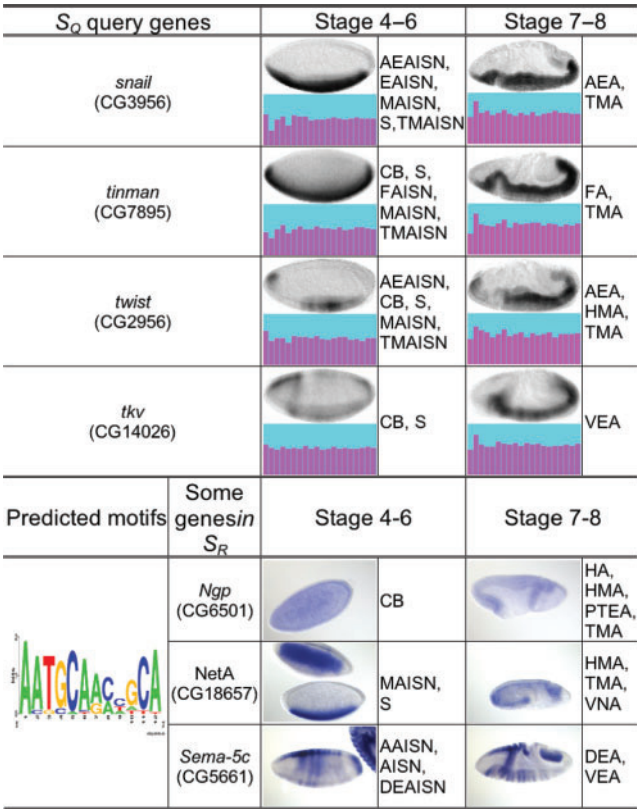 S_Q query genes
Stage 4–6
Stage 7–8
snail
(CG3956)
AEAISN,
EAISN,
MAISN,
S,TMAISN
AEA,
TMA
tinman
(CG7895)
CB, S,
FAISN,
MAISN,
TMAISN
FA,
TMA
twist
(CG2956)
AEAISN,
CB, S,
MAISN,
TMAISN
AEA,
HMA,
TMA
tkv
(CG14026)
CB, S
VEA
Predicted motifs
Some
genesin
S_R
Stage 4-6
Stage 7-8
Ngp
(CG6501)
CB
HA,
HMA,
PTEA,
TMA
NetA
(CG18657)
MAISN,
S
HMA,
TMA,
VNA
Sema-5c
(CG5661)
AAISN,
AISN,
DEAISN
DEA,
VEA